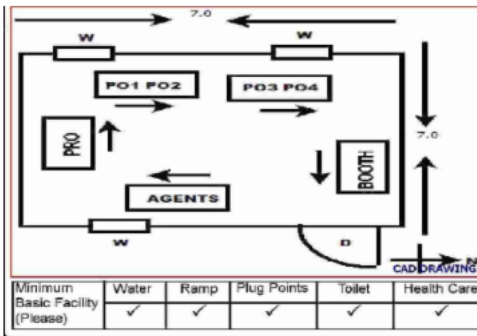 7.0
W W
PO1 PO2 PO3 PO4
7.0
PRO
BOOTH
AGENTS
W D
N
CAD DRAWINGS
Minimum Basic Facility (Please) Water Ramp Plug Points Toilet Health Care
✓ ✓ ✓ ✓ ✓